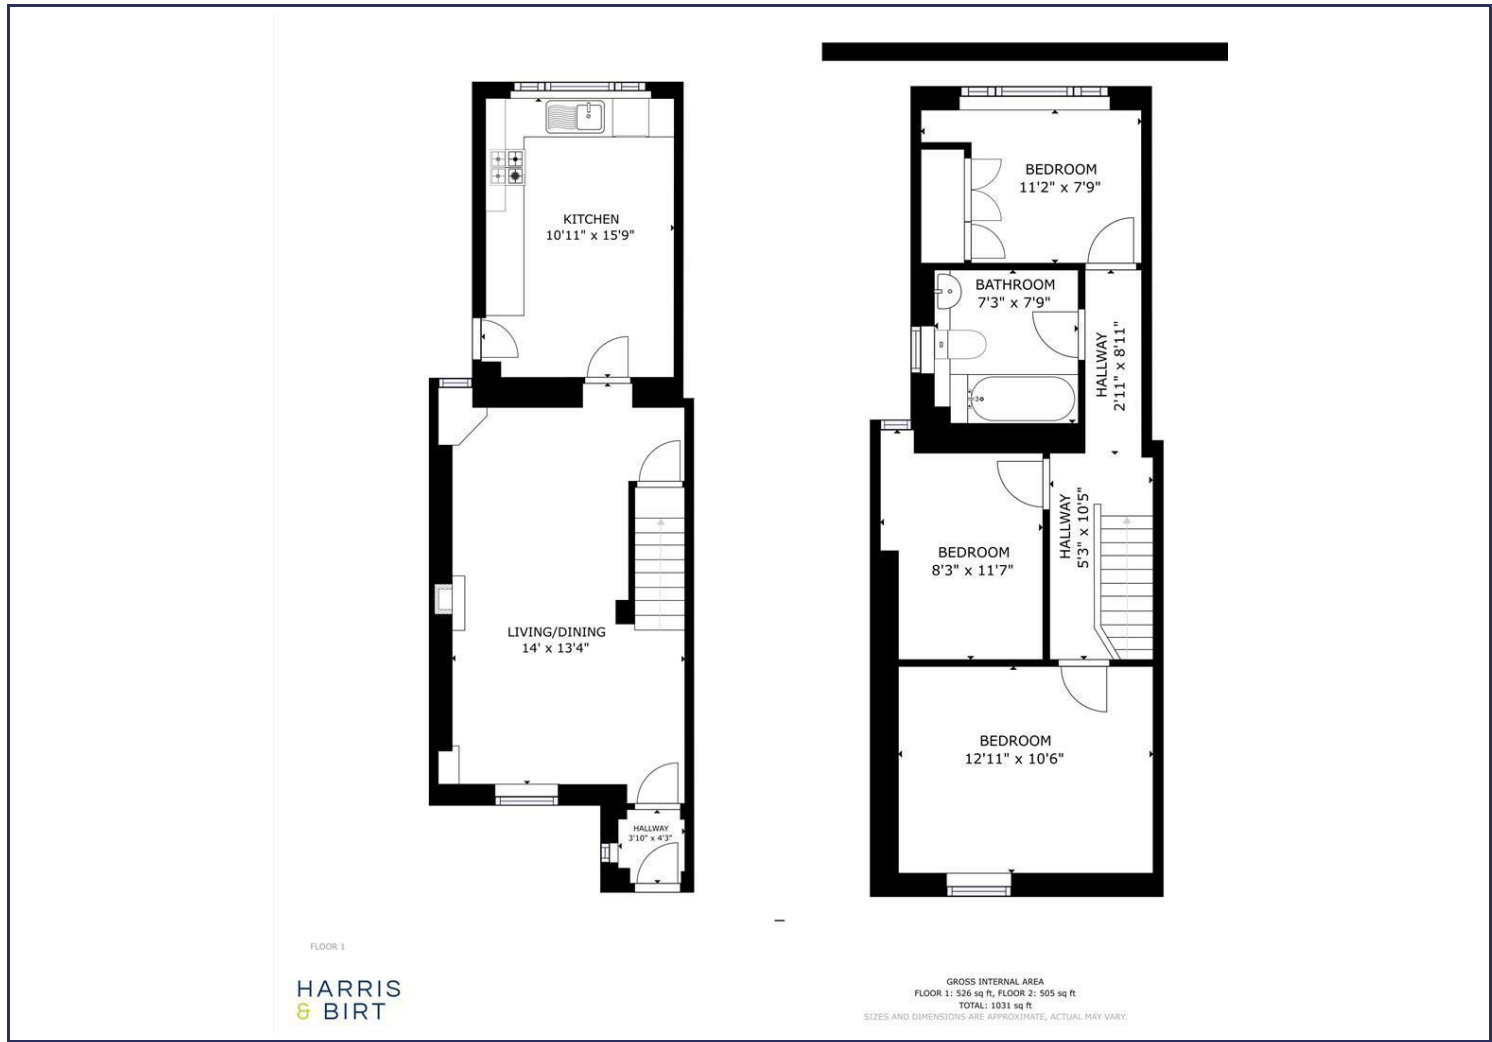 KITCHEN
10'11" x 15'9"
LIVING/DINING
14' x 13'4"
HALLWAY
3'10" x 4'3"
BEDROOM
11'2" x 7'9"
BATHROOM
7'3" x 7'9"
HALLWAY
2'11" x 8'11"
HALLWAY
5'3" x 10'5"
BEDROOM
8'3" x 11'7"
BEDROOM
12'11" x 10'6"
FLOOR 1
HARRIS
& BIRT
GROSS INTERNAL AREA
FLOOR 1: 526 sq ft, FLOOR 2: 505 sq ft
TOTAL: 1031 sq ft
SIZES AND DIMENSIONS ARE APPROXIMATE, ACTUAL MAY VARY.